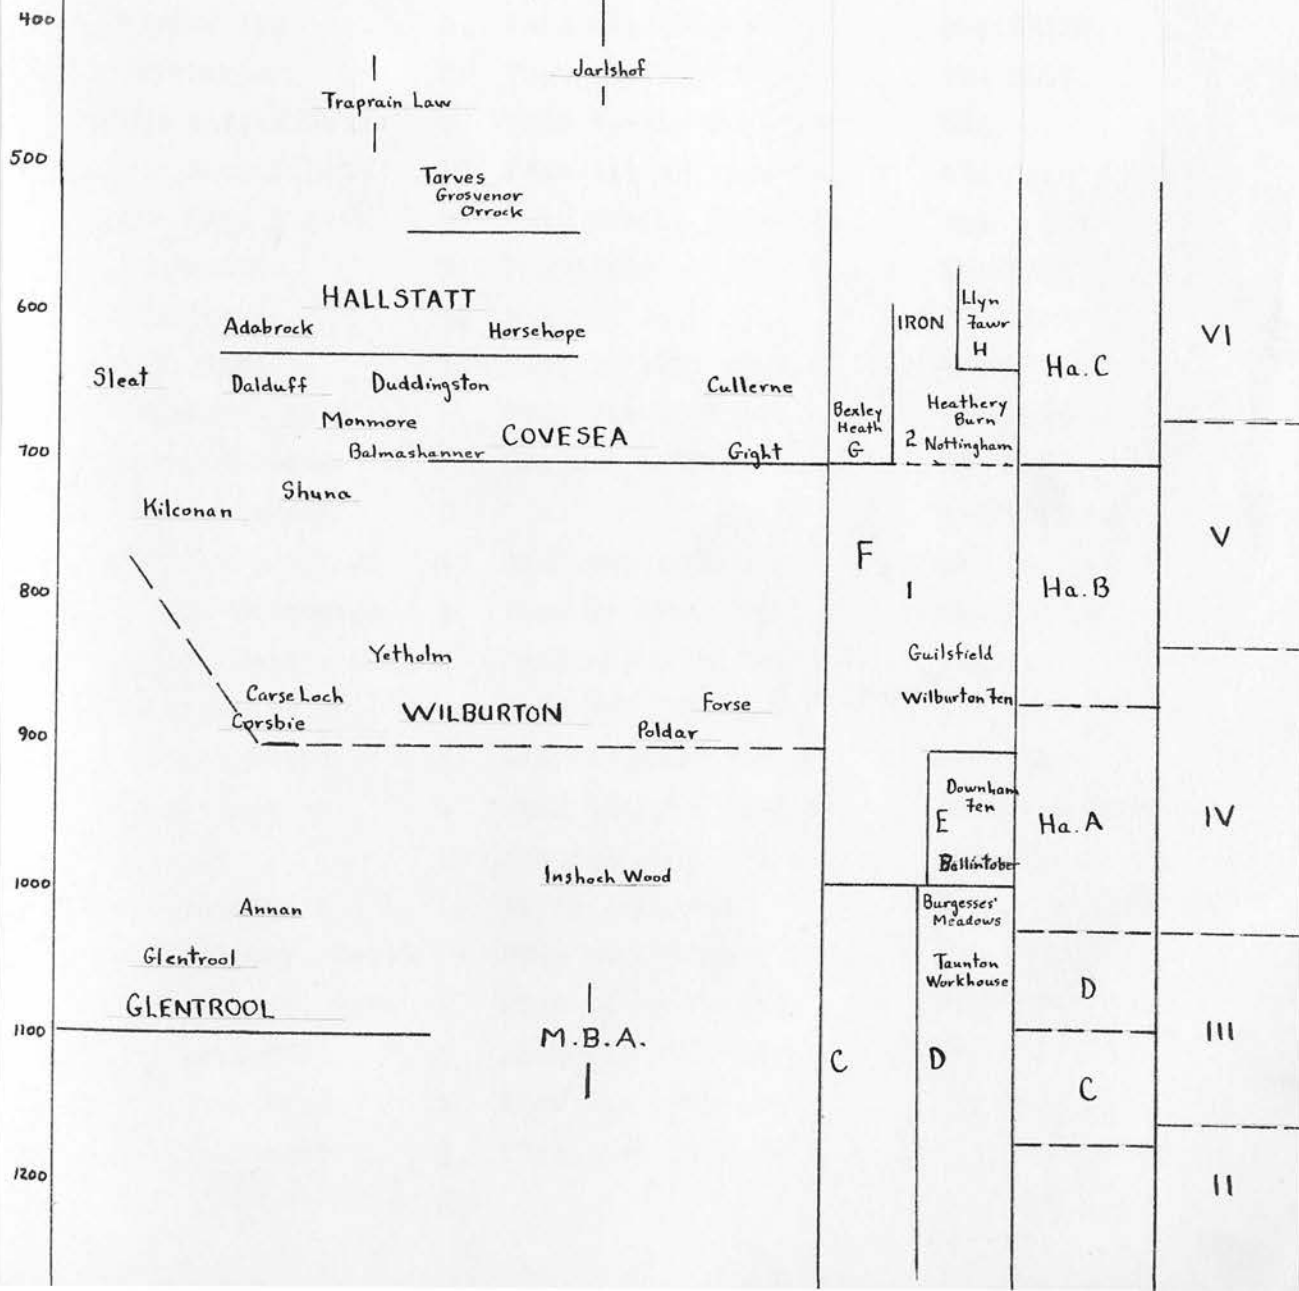 400
Jarlshof
Traprain Law
500
Tarves
Grosvenor
Orrock
HALLSTATT
600
Adabrock
Horsehope
Sleat
Dalduff
Duddingston
Cullerne
Monmore
COVESEA
Balmashanner
Gight
700
Shuna
Kilconan
800
Yetholm
Carse Loch
Corsbie
WILBURTON
Forse
Poldar
900
Inshoch Wood
1000
Annan
Glentrool
GLENTROOL
1100
M.B.A.
1200
Bexley
Heath
G
F
C
IRON
Llyn
Fawr
H
Heathery
Burn
2 Nottingham
1
Guilsfield
Wilburton Fen
Downham
Fen
E
Ballintober
Burgesses'
Meadows
Taunton
Workhouse
D
Ha. C
Ha. B
Ha. A
D
C
VI
V
IV
III
II